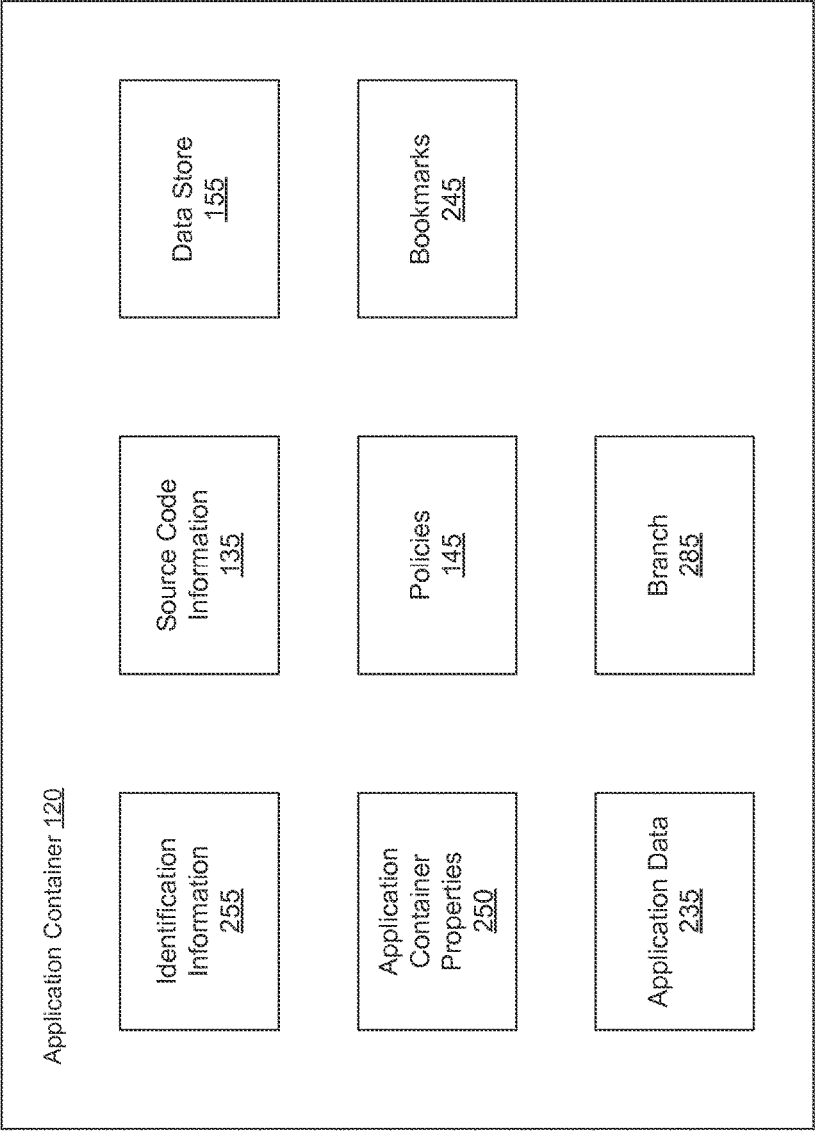 Application Container 120
Identification
Information
255
Source Code
Information
135
Data Store
155
Application
Container
Properties
250
Policies
145
Bookmarks
245
Application Data
235
Branch
285